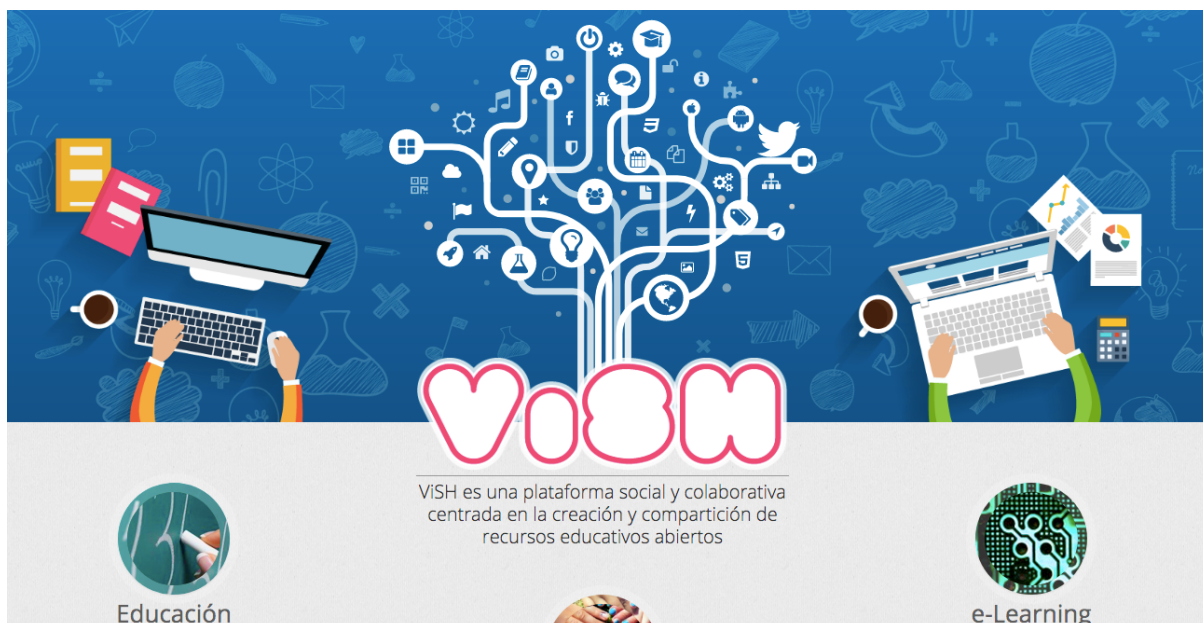 ViSH
ViSH es una plataforma social y colaborativa
centrada en la creación y compartición de
recursos educativos abiertos
Educación
e-Learning